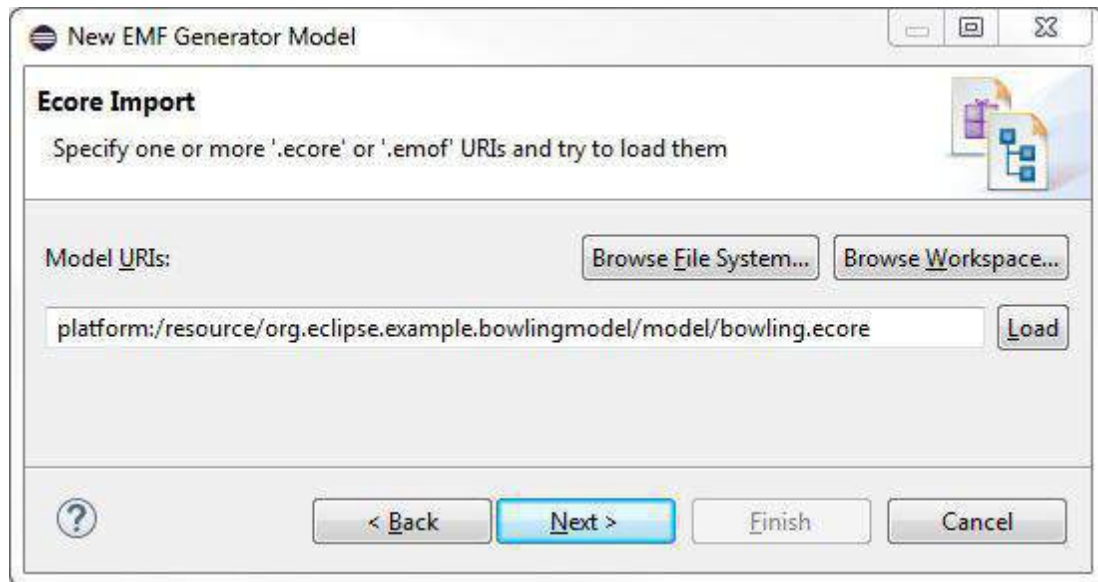 New EMF Generator Model
Ecore Import
Specify one or more '.ecore' or '.emof' URIs and try to load them
Model URIs:
Browse File System...
Browse Workspace...
platform:/resource/org.eclipse.example.bowlingmodel/model/bowling.ecore
Load
?
< Back
Next >
Finish
Cancel